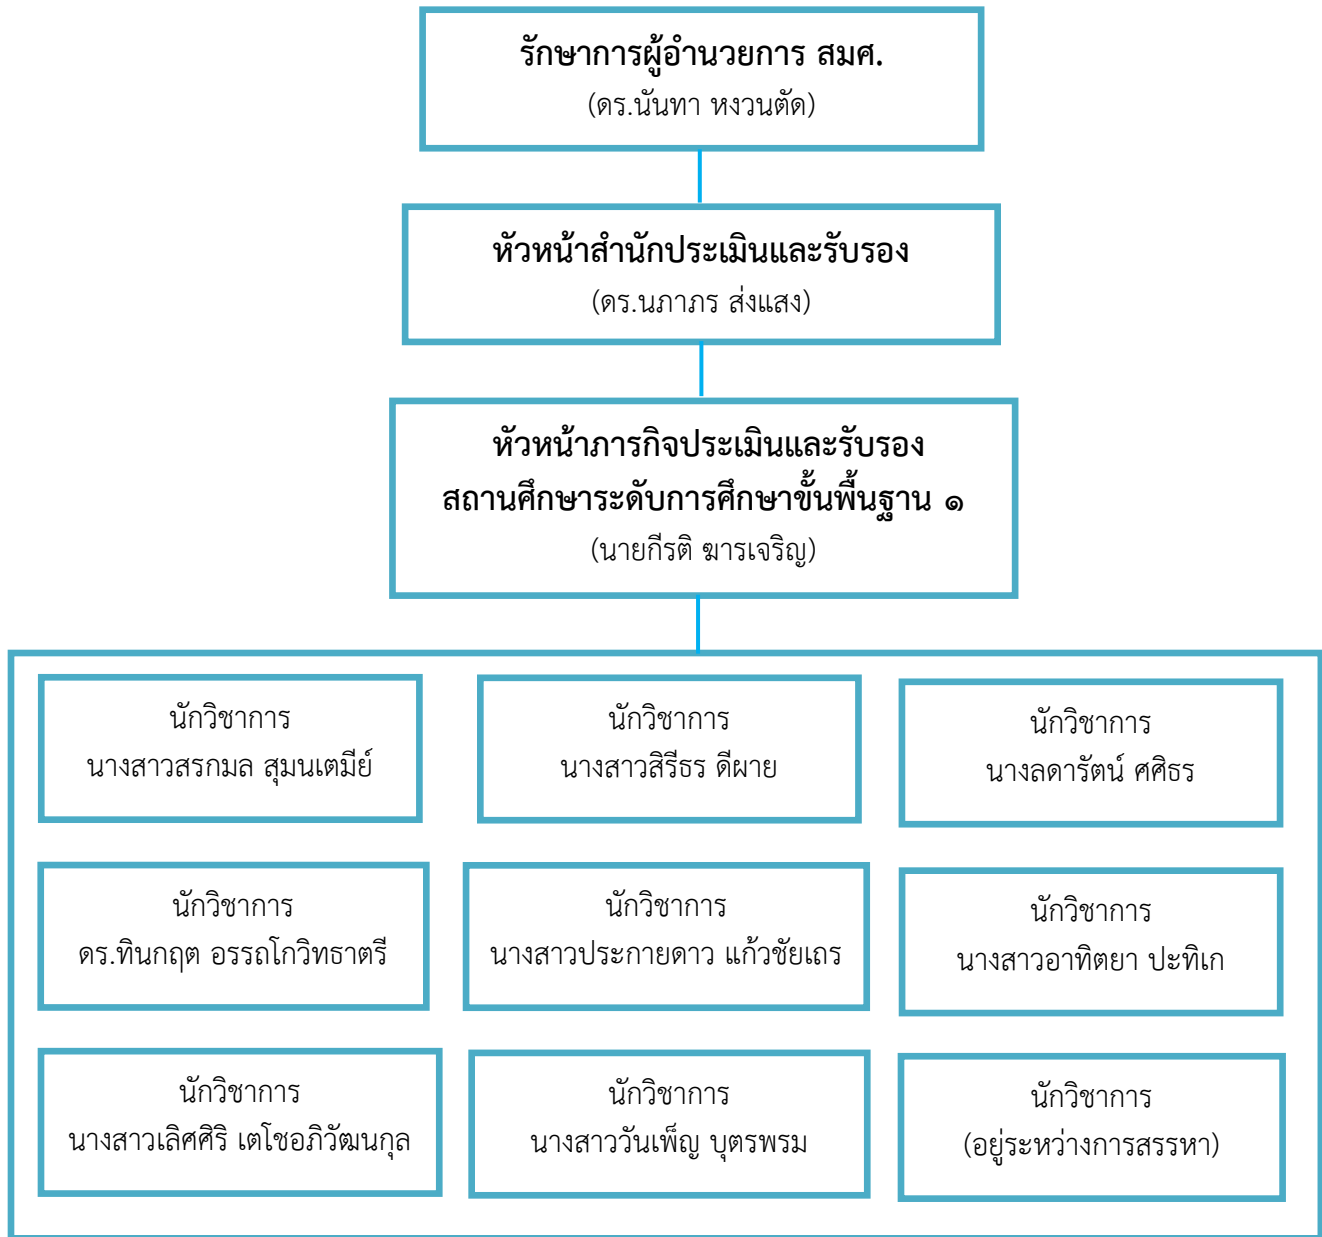 รักษาการผู้อำนวยการ สมศ.
(ดร.นันทา หงวนตัด)
หัวหน้าสำนักประเมินและรับรอง
(ดร.นภาภร ส่งแสง)
หัวหน้าภารกิจประเมินและรับรอง
สถานศึกษาระดับการศึกษาขั้นพื้นฐาน ๑
(นายกีรติ ฆารเจริญ)
นักวิชาการ
นางสาวสรกมล สุมนเตมีย์
นักวิชาการ
นางสาวสิรีธร ดีผาย
นักวิชาการ
นางลดารัตน์ ศศิธร
นักวิชาการ
ดร.ทินกฤต อรรถโกวิทธาตรี
นักวิชาการ
นางสาวประกายดาว แก้วชัยเถร
นักวิชาการ
นางสาวอาทิตยา ปะทิเก
นักวิชาการ
นางสาวเลิศศิริ เตโชอภิวัฒนกุล
นักวิชาการ
นางสาววันเพ็ญ บุตรพรม
นักวิชาการ
(อยู่ระหว่างการสรรหา)